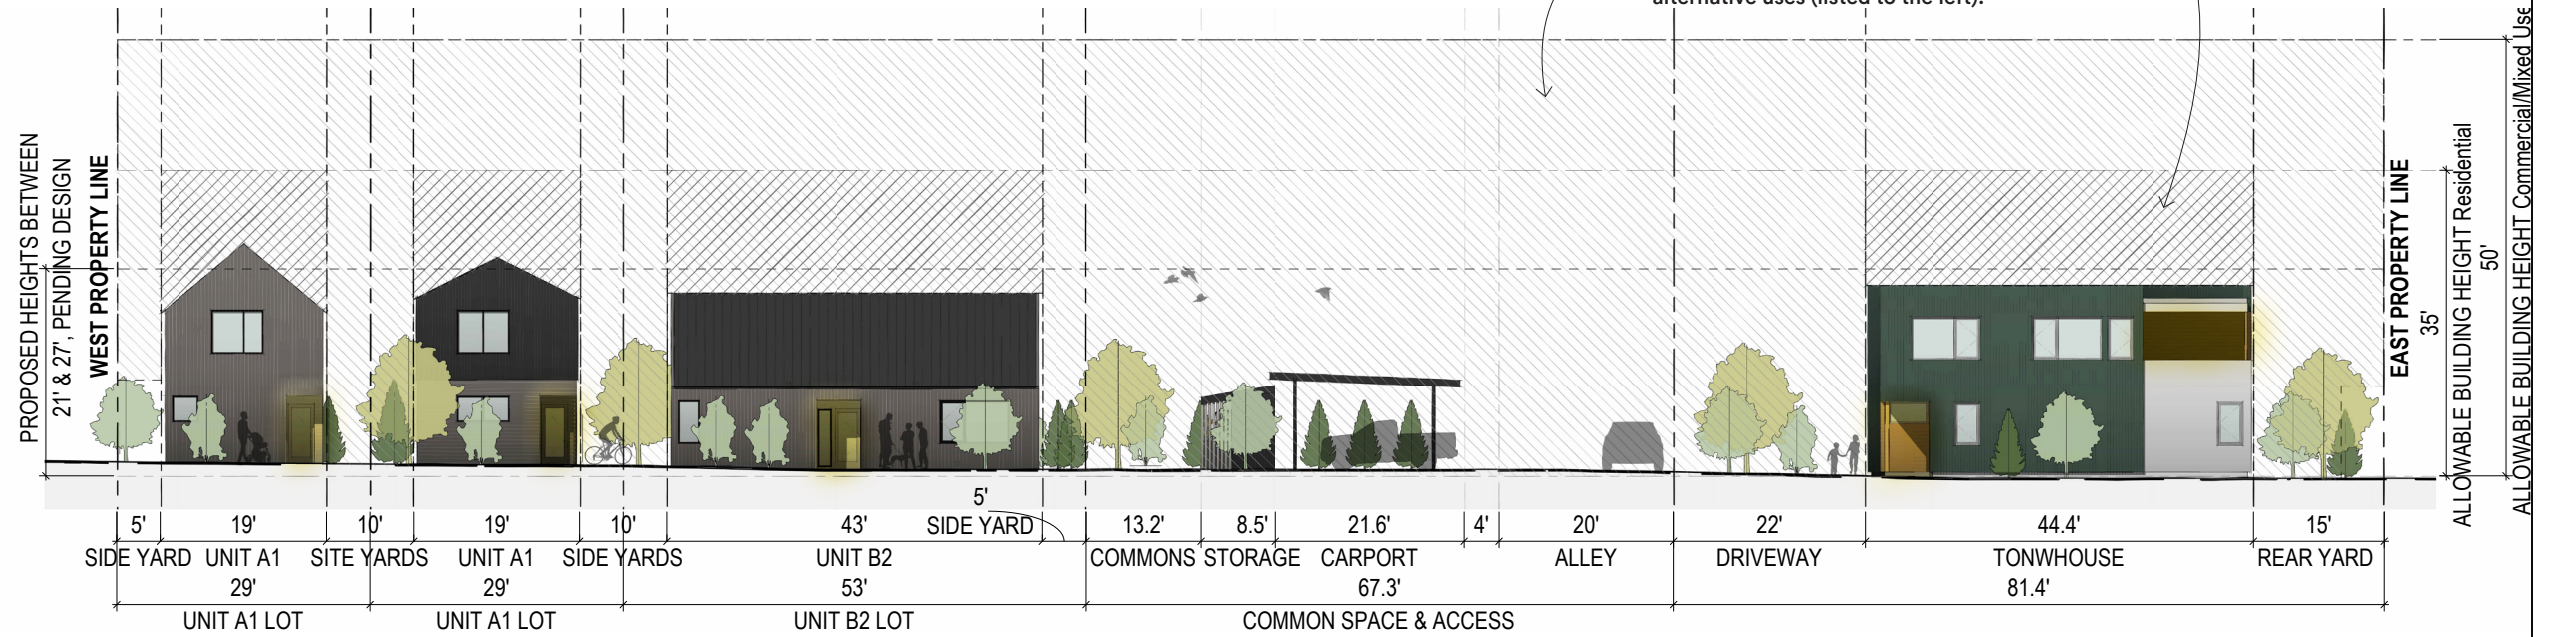 alternative uses (listed to the left).
PROPOSED HEIGHTS BETWEEN
21' & 27', PENDING DESIGN
WEST PROPERTY LINE
EAST PROPERTY LINE
35'
ALLOWABLE BUILDING HEIGHT Residential
50'
ALLOWABLE BUILDING HEIGHT Commercial/Mixed Use
5'
5' 19' 10' 19' 10' 43' SIDE YARD 13.2' 8.5' 21.6' 4' 20' 22' 44.4' 15'
SIDE YARD UNIT A1 SITE YARDS UNIT A1 SIDE YARDS UNIT B2 COMMONS STORAGE CARPORT ALLEY DRIVEWAY TONWHOUSE REAR YARD
29' 29' 53' 67.3' 81.4'
UNIT A1 LOT UNIT A1 LOT UNIT B2 LOT COMMON SPACE & ACCESS